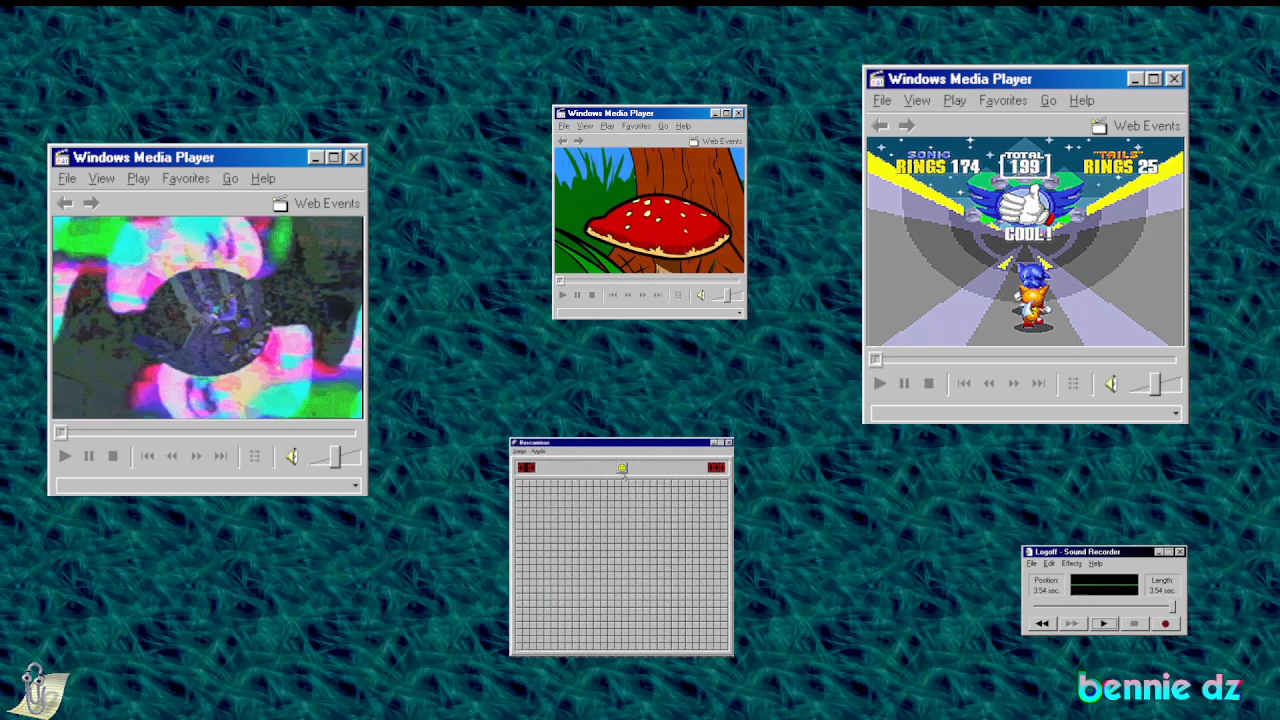 Windows Media Player
File View Play Favorites Go Help
Web Events
Windows Media Player
File View Play Favorites Go Help
Web Events
Windows Media Player
File View Play Favorites Go Help
Web Events
SONIC TOTAL "TAILS"
RINGS 174 199 RINGS 25
COOL!
Buscaminas
Juego Ayuda
Logoff - Sound Recorder
File Edit Effects Help
Position: Length:
3.54 sec. 3.54 sec.
bennie dz